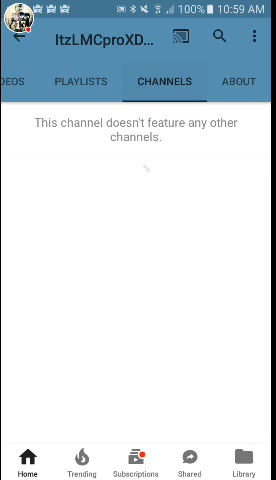 100% 10:59 AM
ItzLMCproXD...
DEOS PLAYLISTS CHANNELS ABOUT
This channel doesn't feature any other
channels.
Home Trending Subscriptions Shared Library